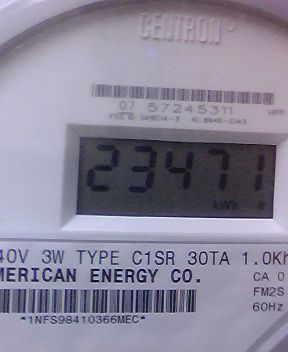 CENTRON
07 57245311
23471
kWh
40V 3W TYPE C1SR 30TA 1.0Kh
MERICAN ENERGY CO.
CA 0
FM2S
60Hz
*1NFS98410366MEC*